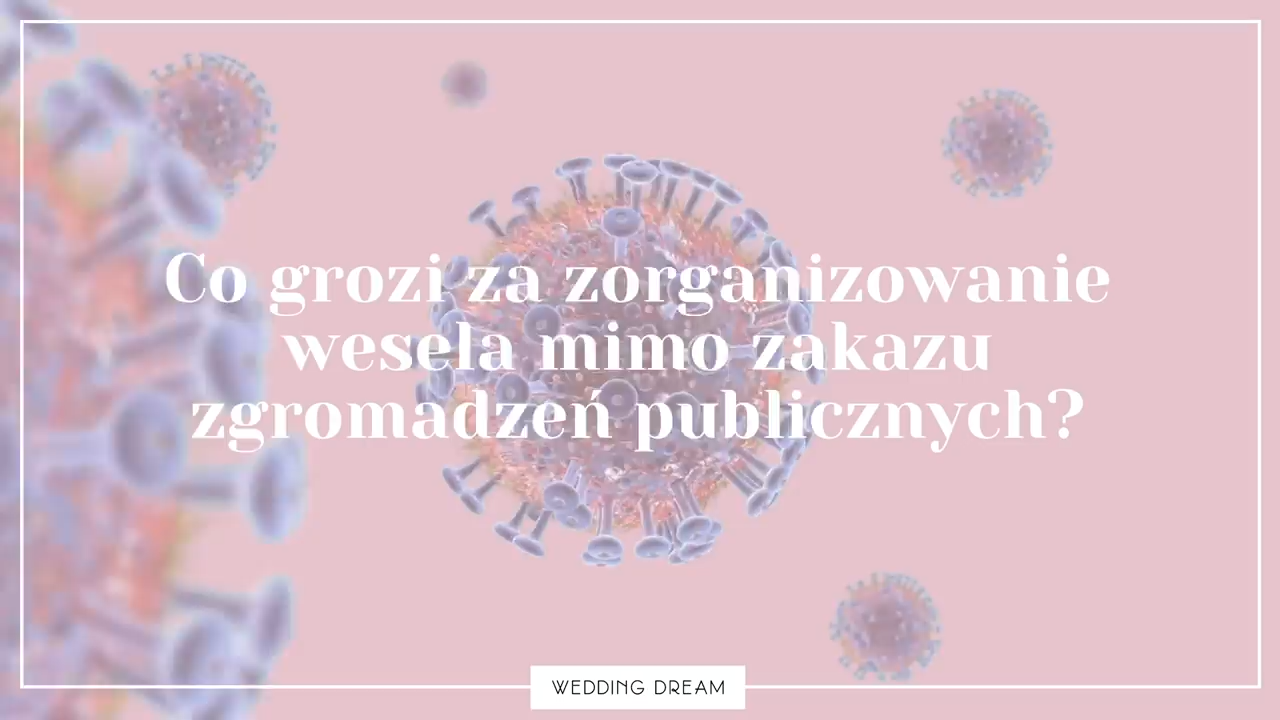 Co grozi za zorganizowanie
wesela mimo zakazu
zgromadzeń publicznych?
WEDDING DREAM